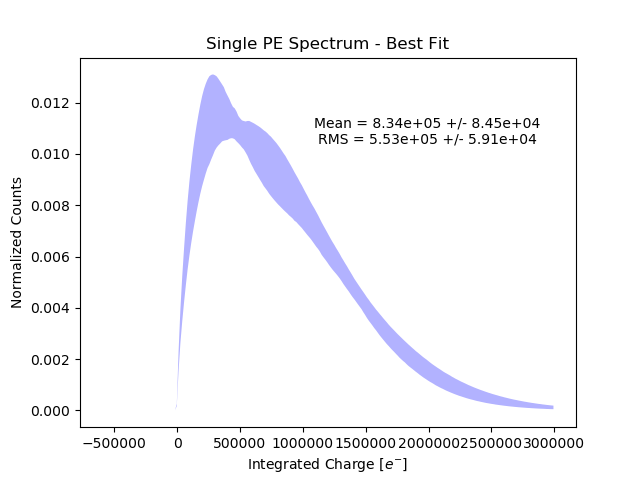 Single PE Spectrum - Best Fit
Mean = 8.34e+05 +/- 8.45e+04
RMS = 5.53e+05 +/- 5.91e+04
Normalized Counts
0.012
0.010
0.008
0.006
0.004
0.002
0.000
−500000 0 500000 1000000 1500000 2000000 2500000 3000000
Integrated Charge [e⁻]